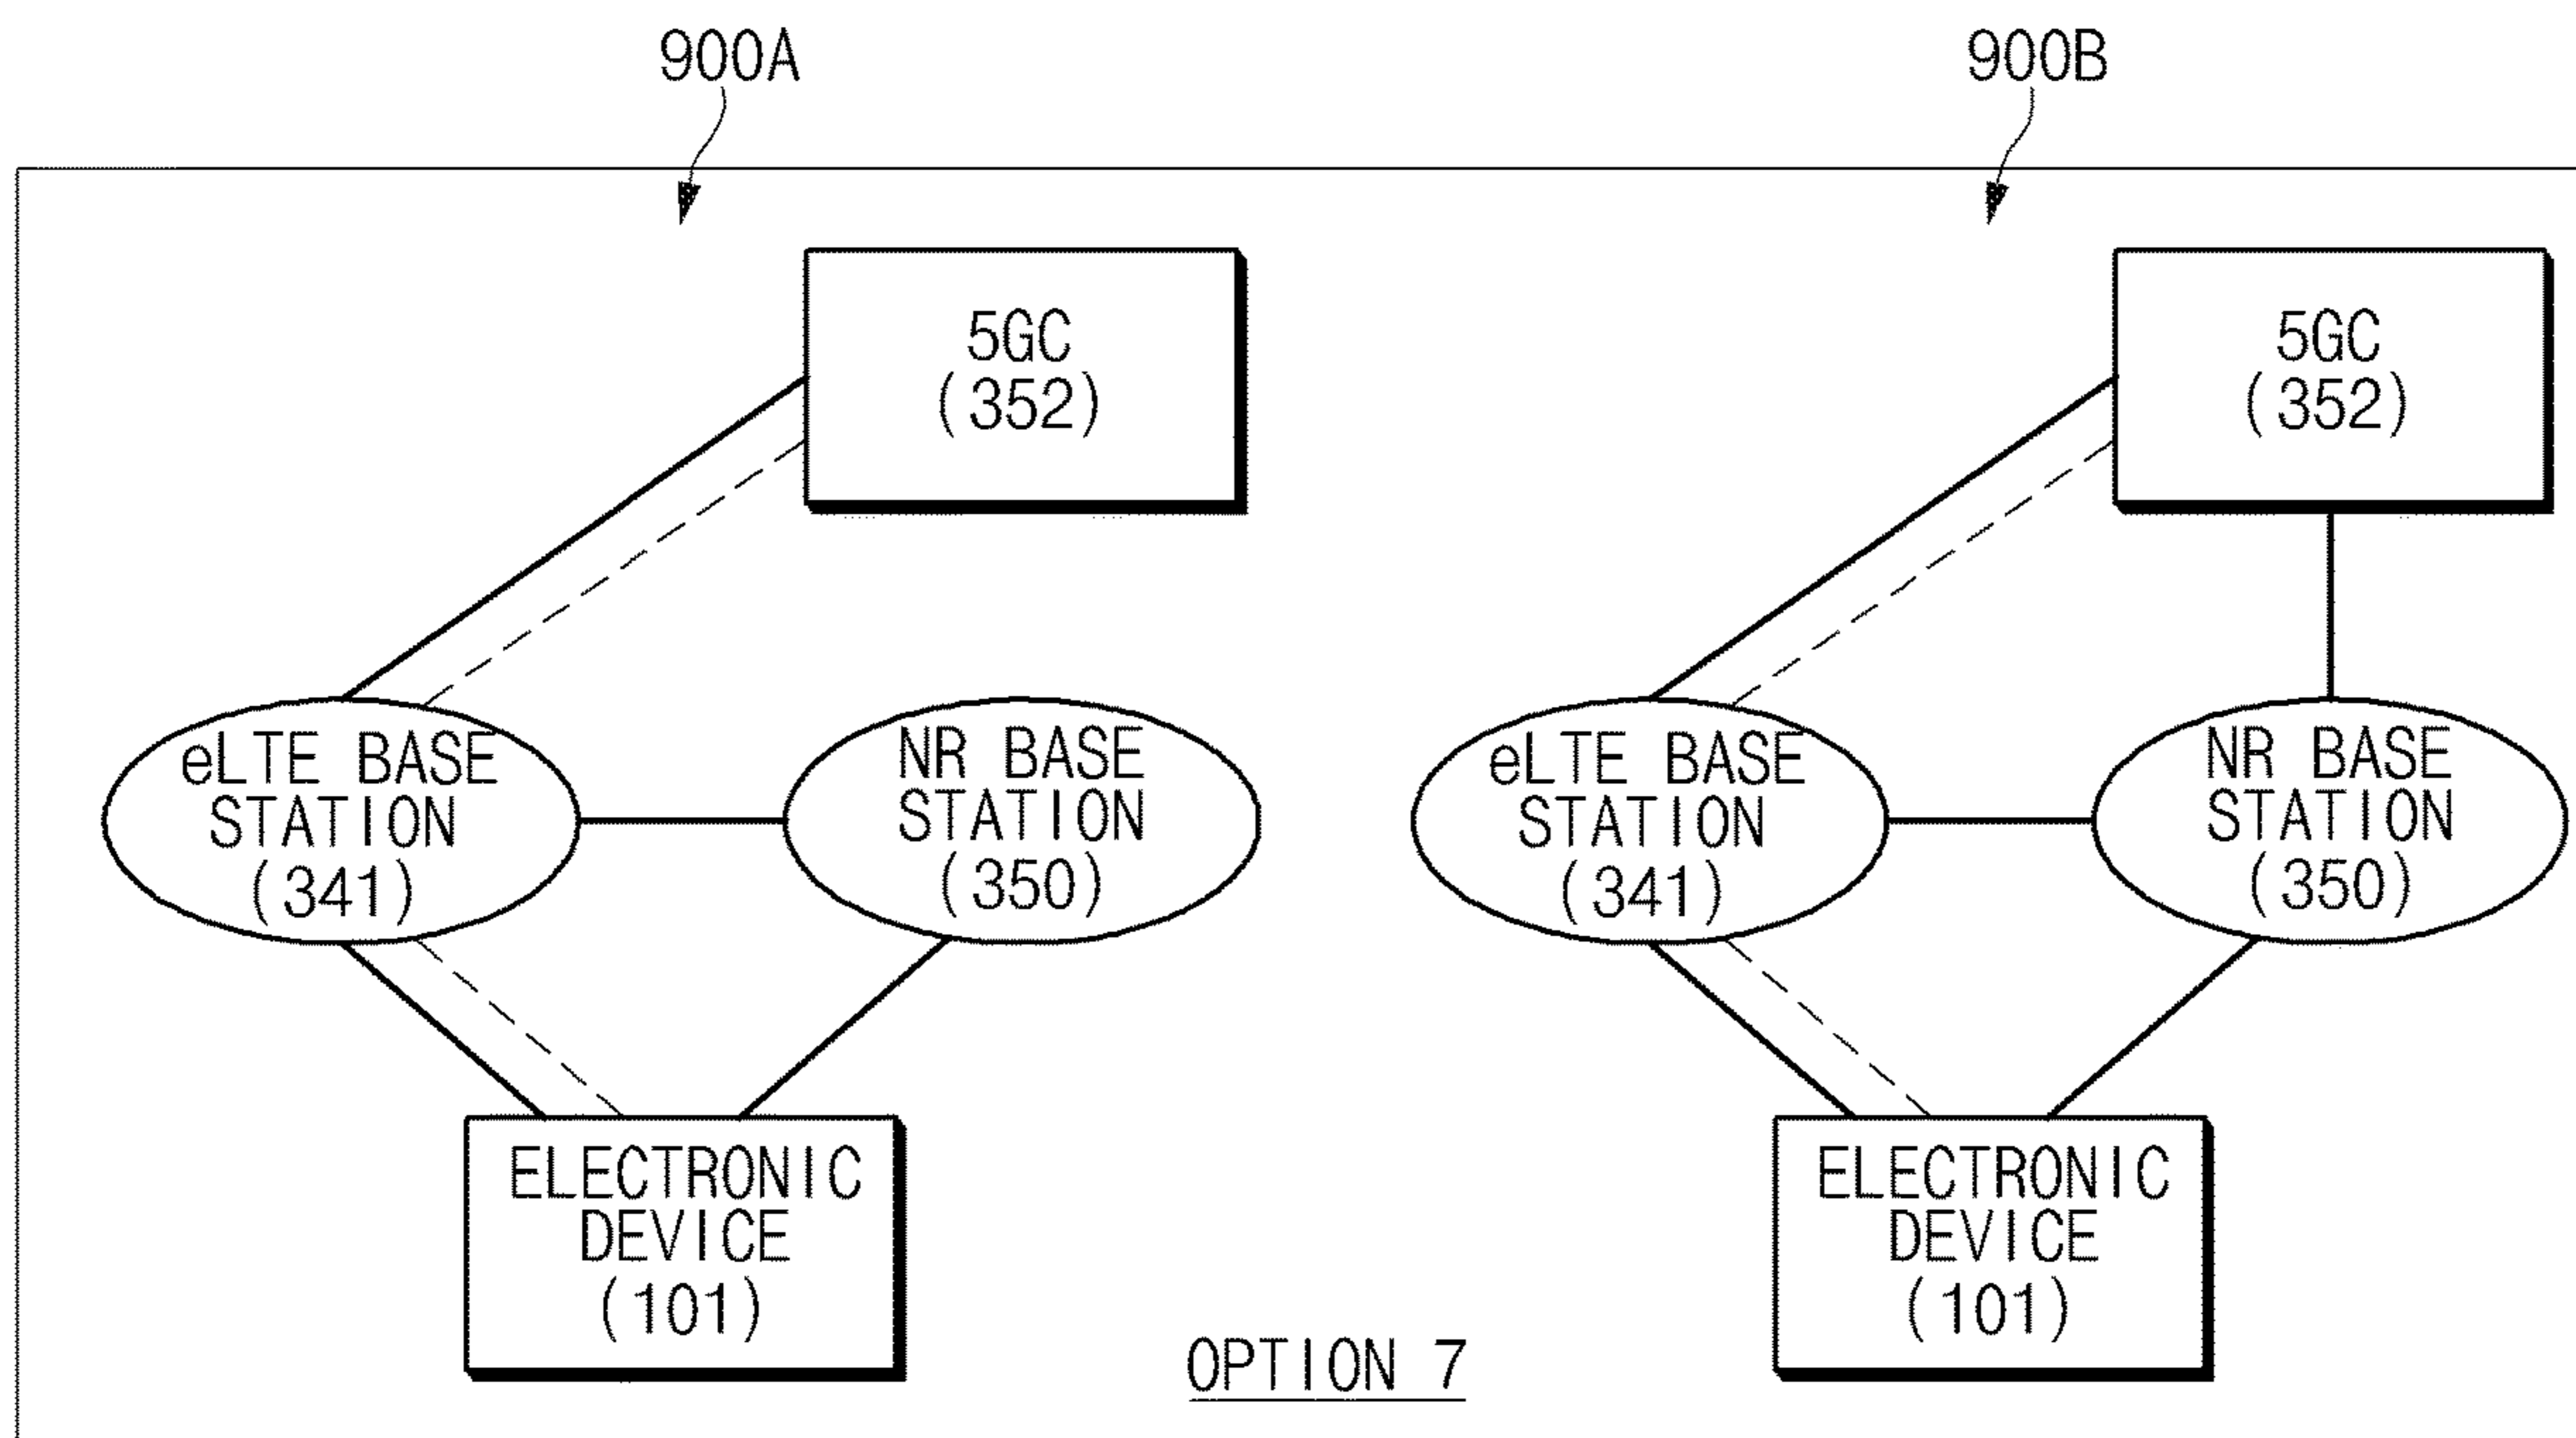 900A
900B
5GC
(352)
5GC
(352)
eLTE BASE
STATION
(341)
NR BASE
STATION
(350)
eLTE BASE
STATION
(341)
NR BASE
STATION
(350)
ELECTRONIC
DEVICE
(101)
ELECTRONIC
DEVICE
(101)
OPTION 7